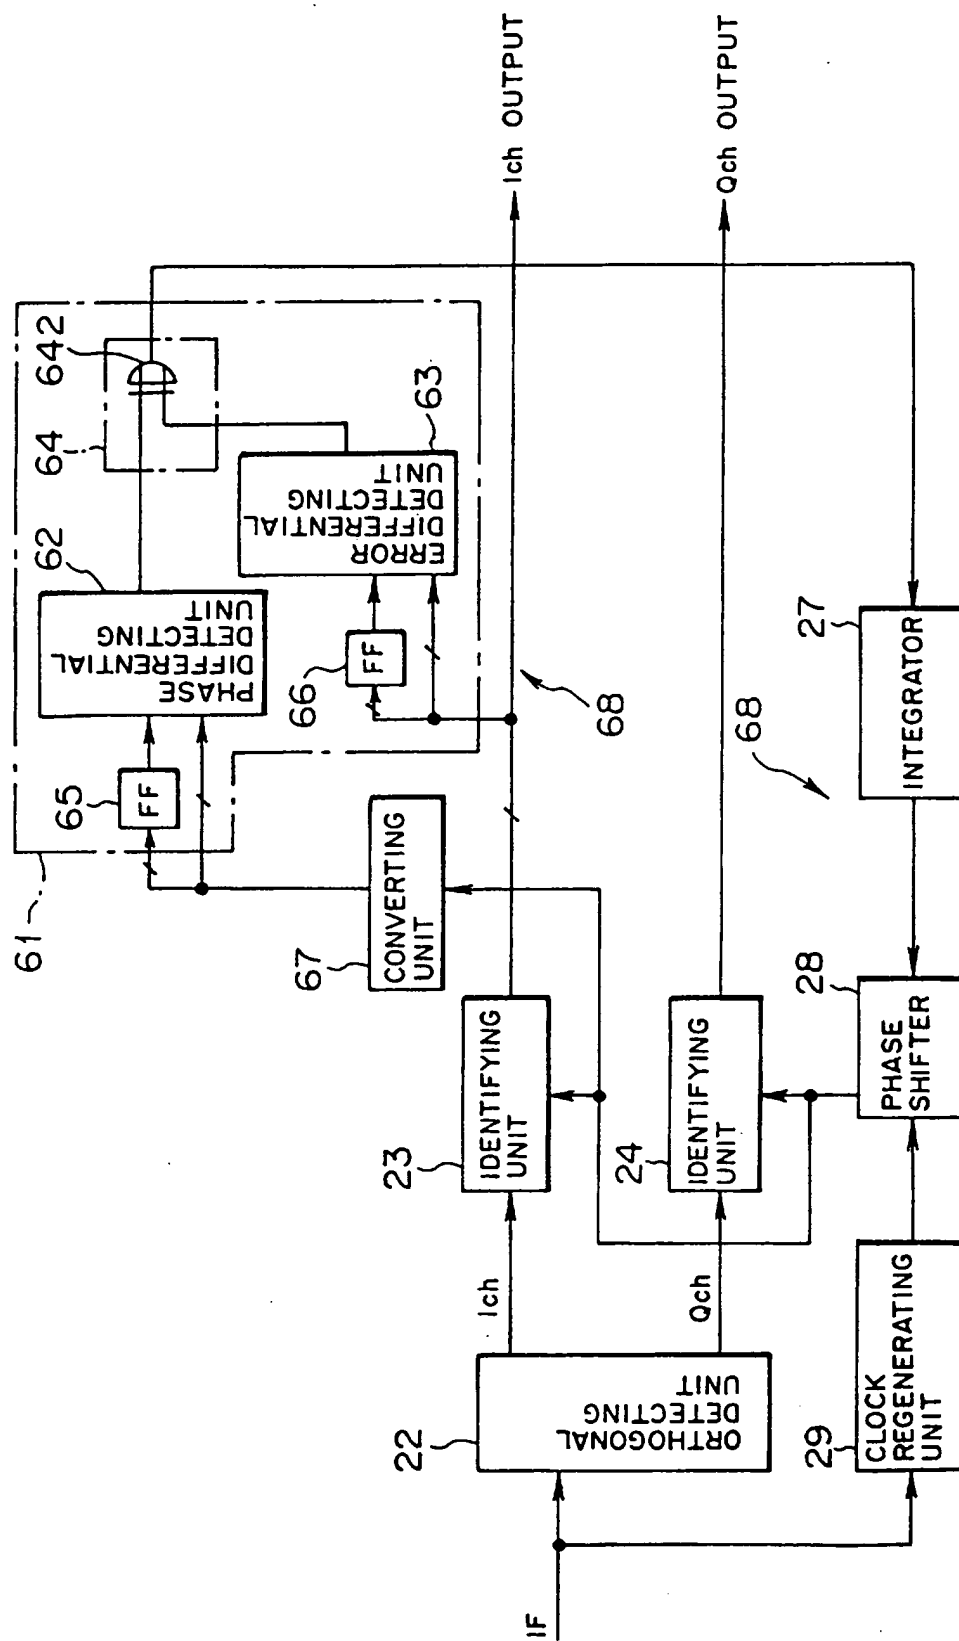 61
65
FF
62
PHASE
DIFFERENTIAL
DETECTING
UNIT
64
642
66
FF
ERROR
DIFFERENTIAL
DETECTING
UNIT
63
67
CONVERTING
UNIT
IF
22
ORTHOGONAL
DETECTING
UNIT
Ich
23
IDENTIFYING
UNIT
68
Ich OUTPUT
Qch
24
IDENTIFYING
UNIT
68
Qch OUTPUT
29
CLOCK
REGENERATING
UNIT
28
PHASE
SHIFTER
27
INTEGRATOR